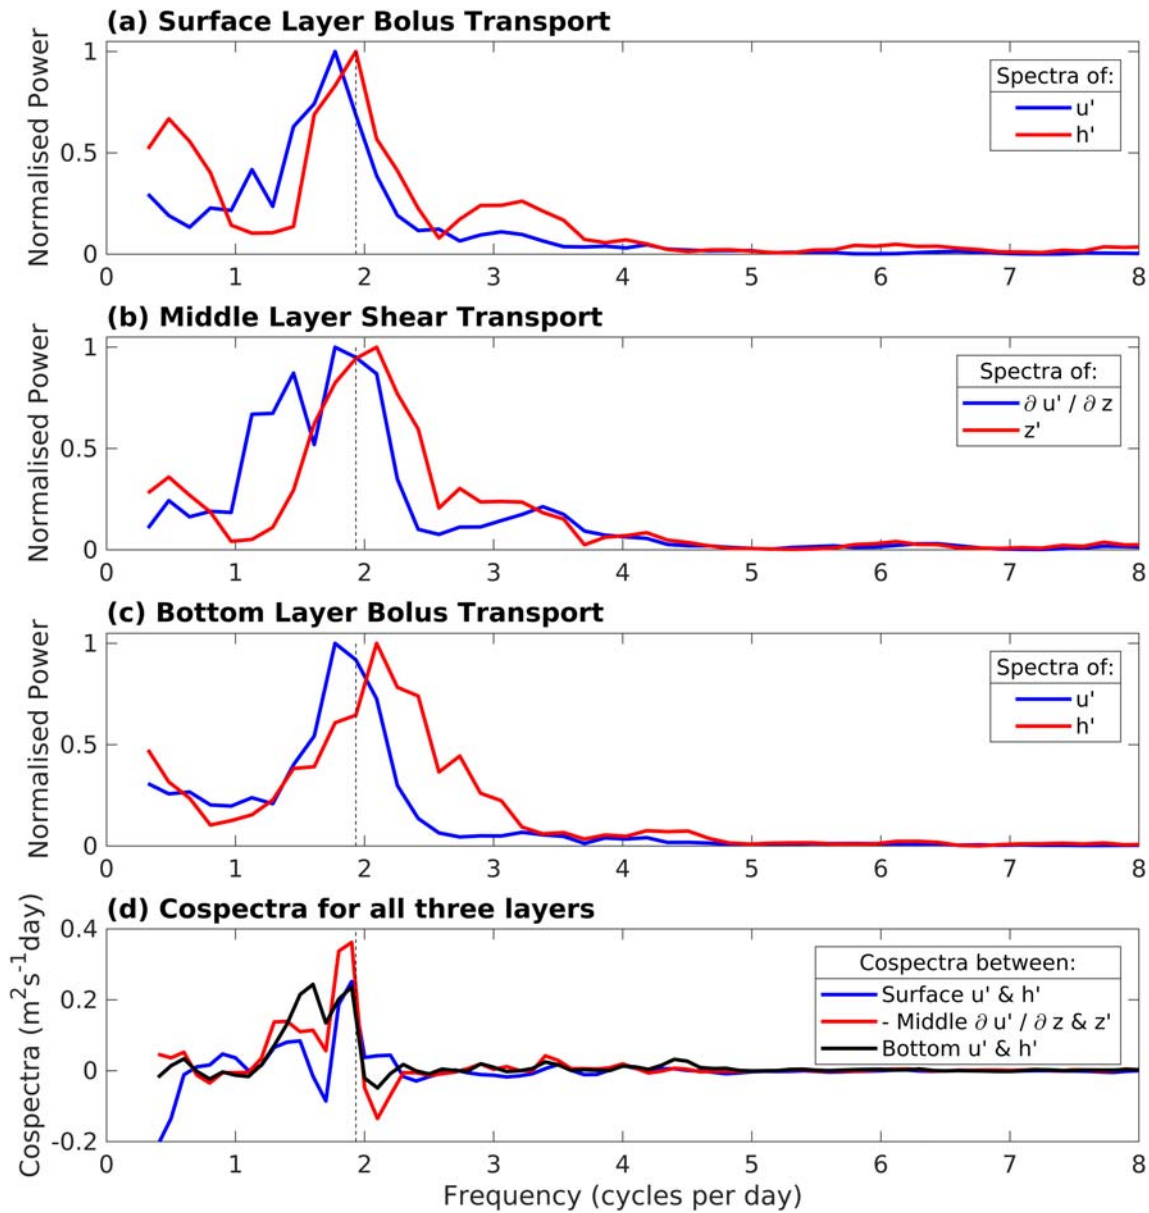 (a) Surface Layer Bolus Transport
Normalised Power
1
0.5
0
Spectra of:
u'
h'
0 1 2 3 4 5 6 7 8
(b) Middle Layer Shear Transport
Normalised Power
1
0.5
0
Spectra of:
∂ u' / ∂ z
z'
0 1 2 3 4 5 6 7 8
(c) Bottom Layer Bolus Transport
Normalised Power
1
0.5
0
Spectra of:
u'
h'
0 1 2 3 4 5 6 7 8
(d) Cospectra for all three layers
Cospectra (m²s⁻¹day)
0.4
0.2
0
-0.2
Cospectra between:
Surface u' & h'
- Middle ∂ u' / ∂ z & z'
Bottom u' & h'
0 1 2 3 4 5 6 7 8
Frequency (cycles per day)